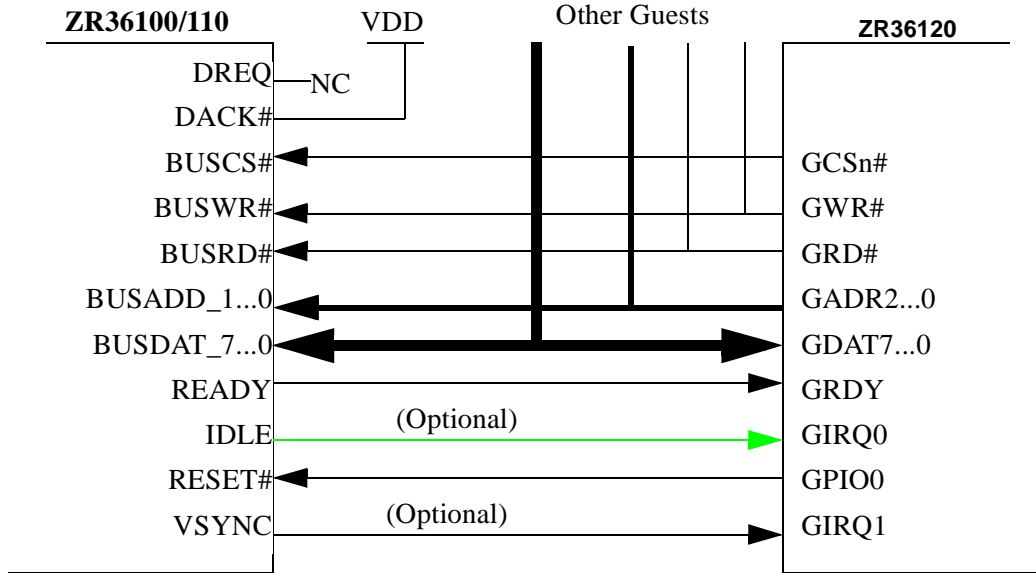 ZR36100/110 VDD Other Guests ZR36120
DREQ NC
DACK#
BUSCS# GCSn#
BUSWR# GWR#
BUSRD# GRD#
BUSADD_1...0 GADR2...0
BUSDAT_7...0 GDAT7...0
READY GRDY
IDLE (Optional) GIRQ0
RESET# GPIO0
VSYNC (Optional) GIRQ1